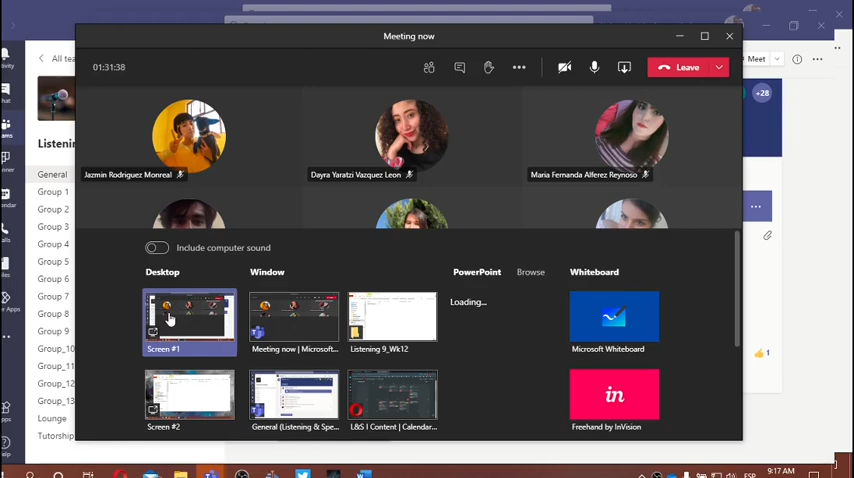 Meeting now
01:31:38
Leave
Meet
+28
All tea
Listening
General
Group 1
Group 2
Group 3
Group 4
Group 5
Group 6
Group 7
Group 8
Group 9
Group_10
Group_11
Group_12
Group_13
Lounge
Tutorship
Jazmin Rodriguez Monreal
Dayra Yaratzi Vazquez Leon
Maria Fernanda Alferez Reynoso
Include computer sound
Desktop
Window
PowerPoint
Browse
Whiteboard
Loading...
Screen #1
Meeting now | Microsoft...
Listening 9_Wk12
Microsoft Whiteboard
Screen #2
General (Listening & Spe...
L&S I Content | Calendar...
in
Freehand by InVision
1
ESP
9:17 AM